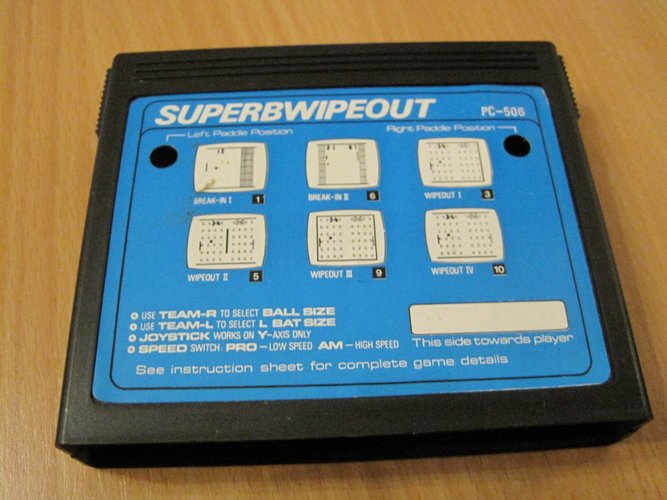 SUPERBWIPEOUT
PC-506
Left Paddle Position
Right Paddle Position
BREAK-IN I 1
BREAK-IN II 6
WIPEOUT I 3
WIPEOUT II 5
WIPEOUT III 9
WIPEOUT IV 10
USE TEAM-R TO SELECT BALL SIZE
USE TEAM-L TO SELECT L BAT SIZE
JOYSTICK WORKS ON Y-AXIS ONLY
SPEED SWITCH. PRO - LOW SPEED AM - HIGH SPEED
This side towards player
See instruction sheet for complete game details